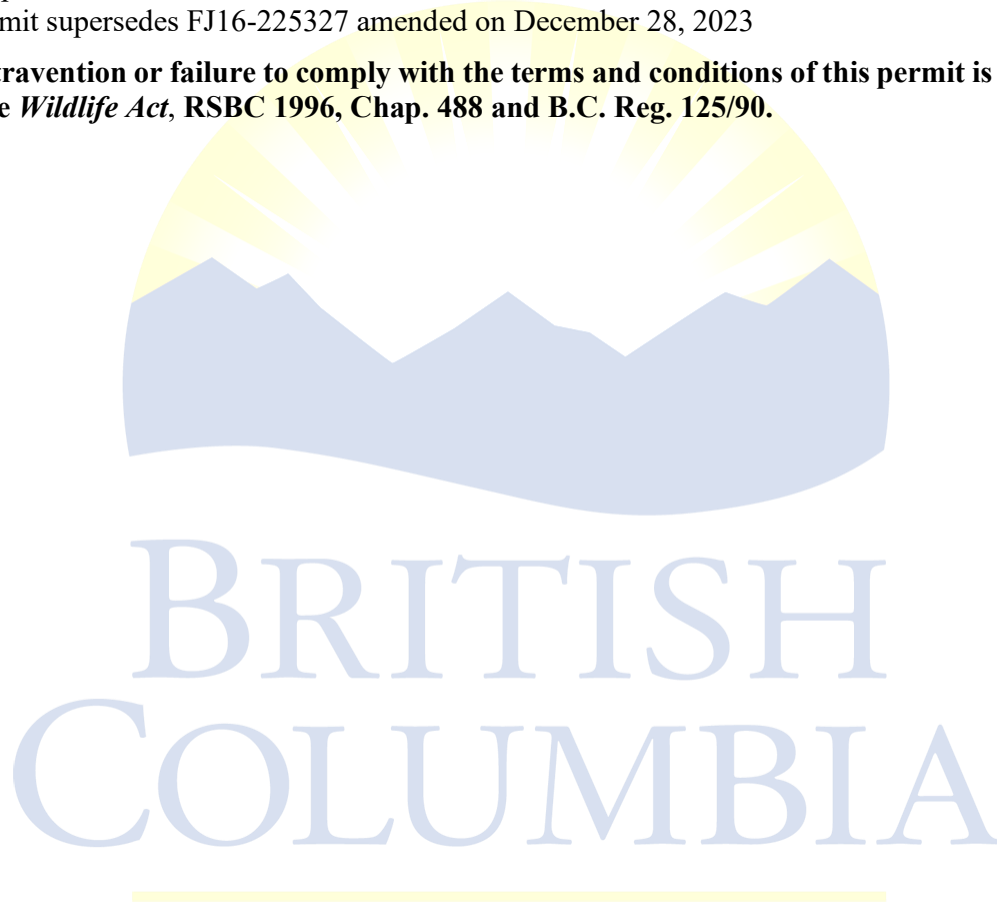 mit supersedes FJ16-225327 amended on December 28, 2023
travention or failure to comply with the terms and conditions of this permit is
e Wildlife Act, RSBC 1996, Chap. 488 and B.C. Reg. 125/90.
BRITISH
COLUMBIA